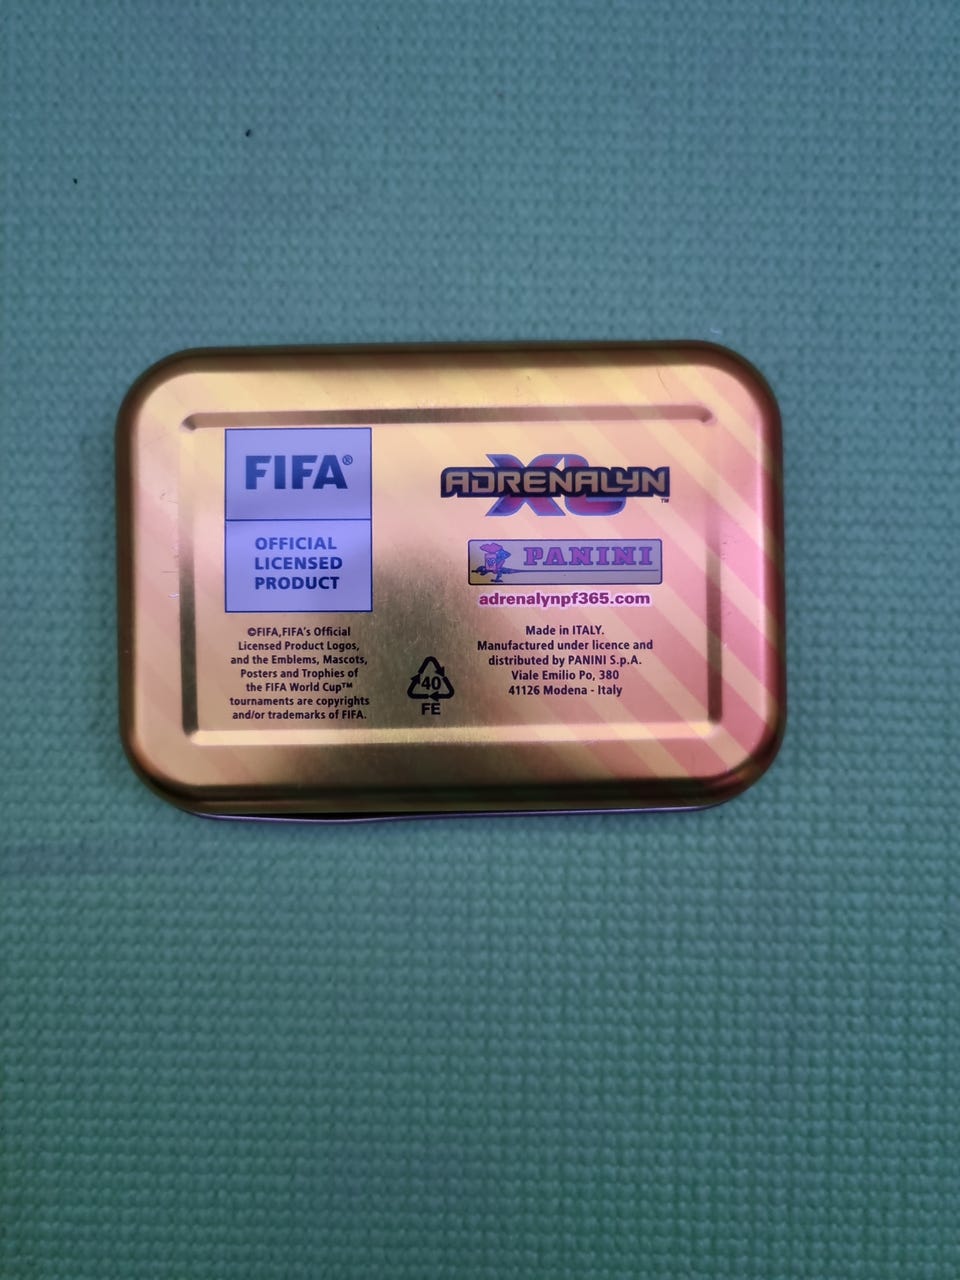 FIFA®
OFFICIAL
LICENSED
PRODUCT
©FIFA,FIFA's Official
Licensed Product Logos,
and the Emblems, Mascots,
Posters and Trophies of
the FIFA World Cup™
tournaments are copyrights
and/or trademarks of FIFA.
40
FE
ADRENALYN XL™
PANINI
adrenalynpf365.com
Made in ITALY.
Manufactured under licence and
distributed by PANINI S.p.A.
Viale Emilio Po, 380
41126 Modena - Italy